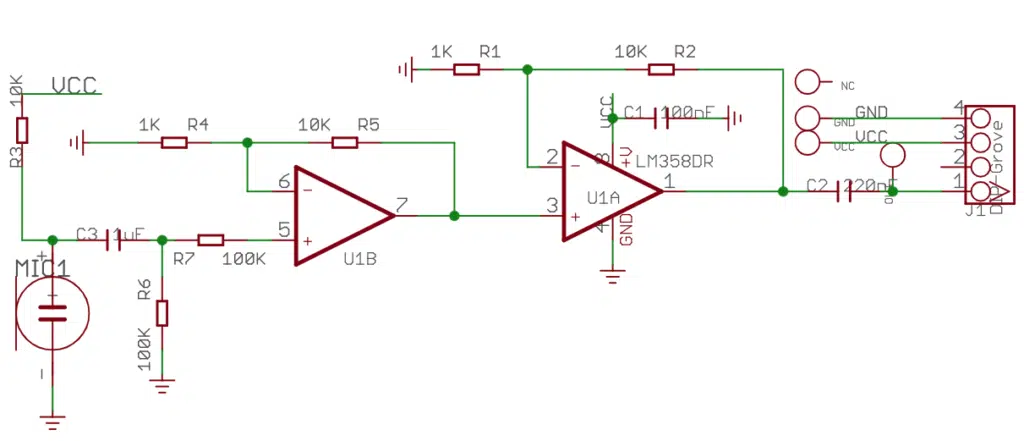 1K R1
10K R2
10K
VCC
NC
R3
1K R4
10K R5
VCC
C1 100nF
GND
GND
VCC
VCC
4
3
2
1
DIP4-Grove
J1
8
+V
LM358DR
2
-
3
+
U1A
1
4
GND
C2 220nF
6
-
5
+
7
U1B
C3 1uF
R7 100K
+
MIC1
+
-
R6
100K